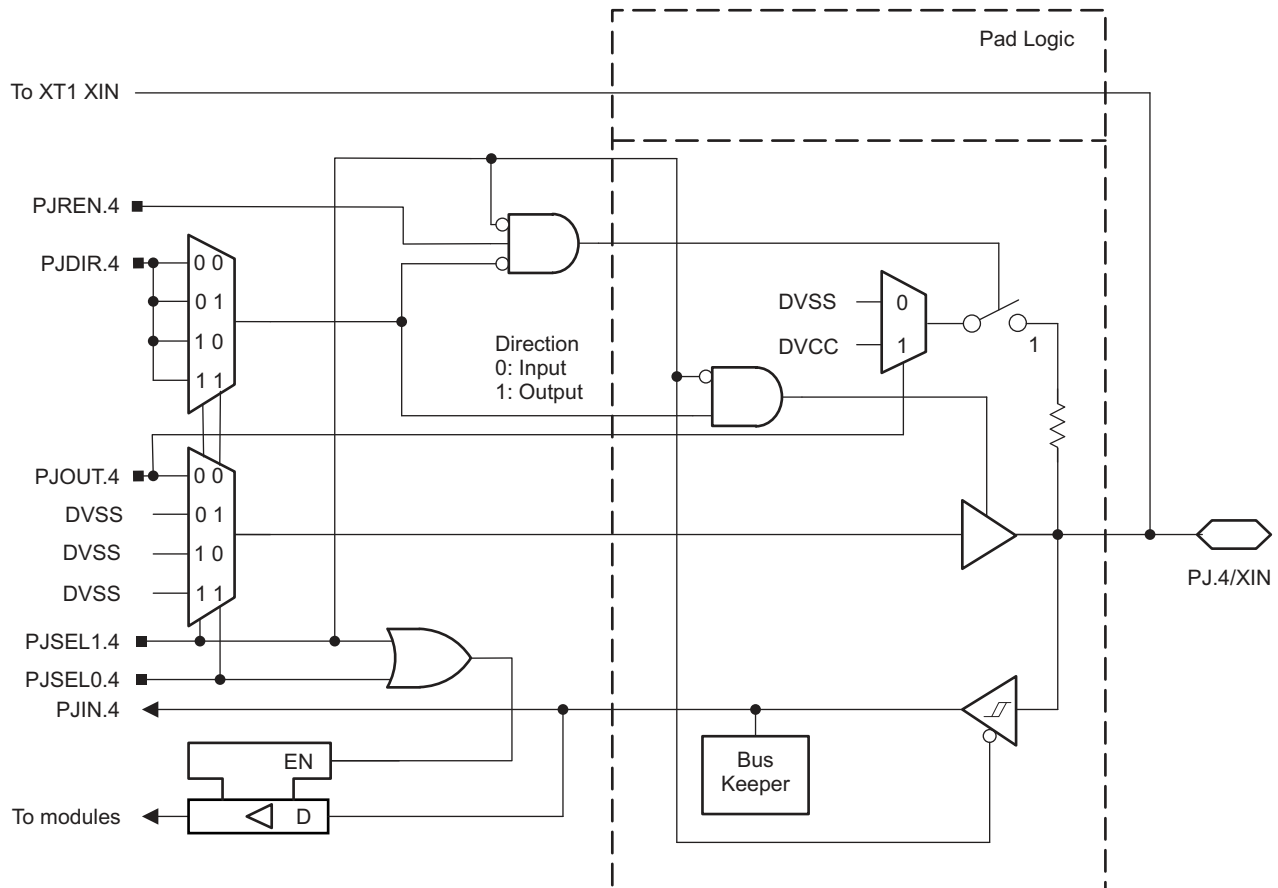 Pad Logic
To XT1 XIN
PJREN.4
PJDIR.4
0 0
0 1
1 0
1 1
Direction
0: Input
1: Output
DVSS
0
DVCC
1
1
PJOUT.4
0 0
DVSS
0 1
DVSS
1 0
DVSS
1 1
PJ.4/XIN
PJSEL1.4
PJSEL0.4
PJIN.4
Bus
Keeper
EN
To modules
D